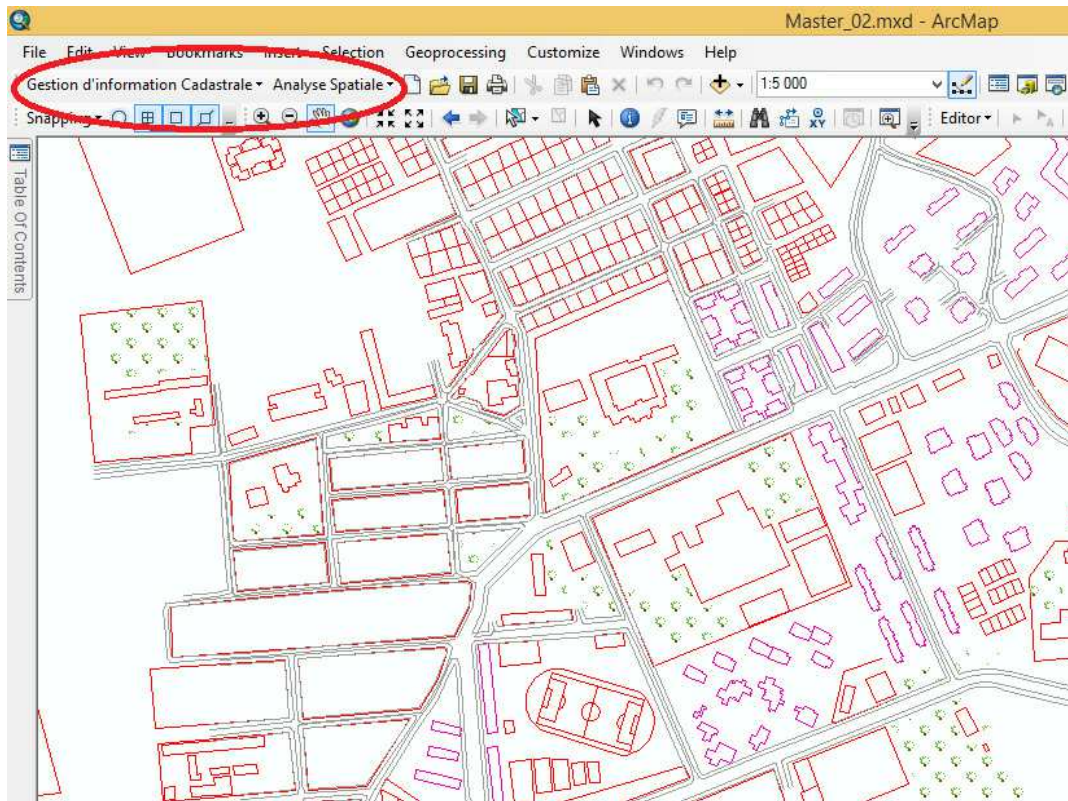 Master_02.mxd - ArcMap
File Edit View Bookmarks Insert Selection Geoprocessing Customize Windows Help
Gestion d'information Cadastrale Analyse Spatiale 1:5 000
Snapping XY Editor
Table Of Contents